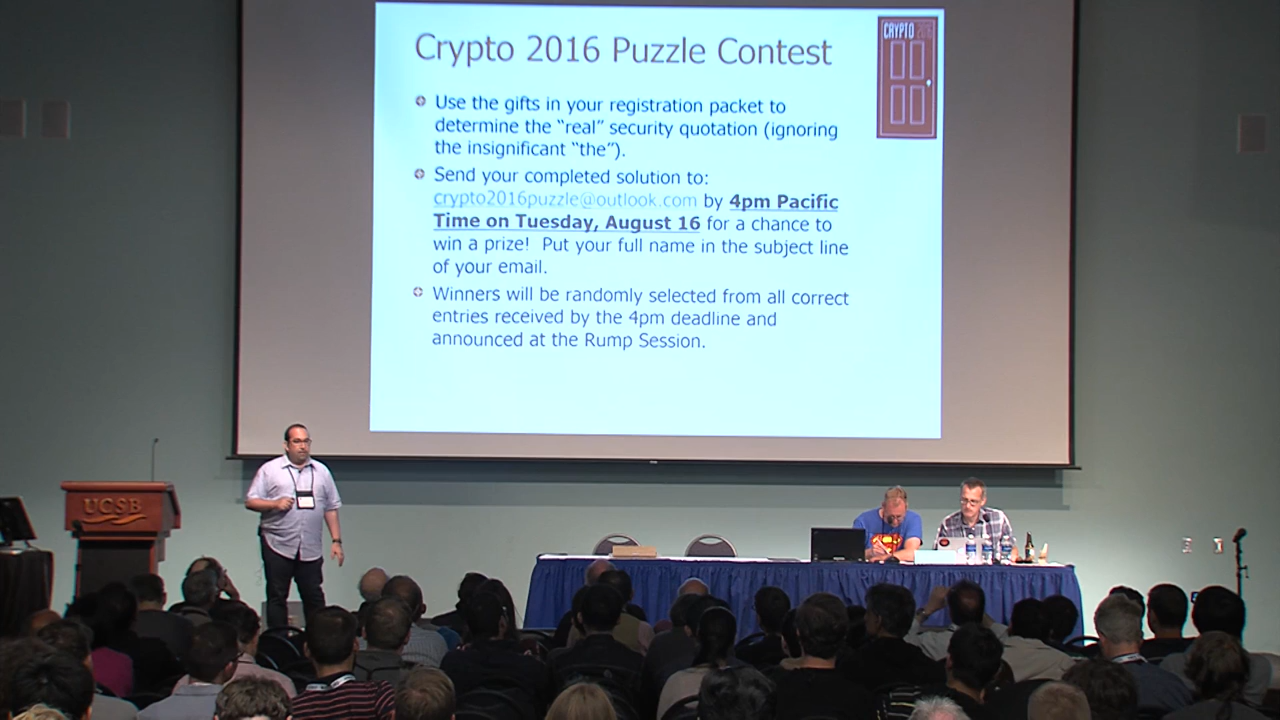 Crypto 2016 Puzzle Contest
CRYPTO 2016
Use the gifts in your registration packet to
determine the “real” security quotation (ignoring
the insignificant “the”).
Send your completed solution to:
crypto2016puzzle@outlook.com by 4pm Pacific
Time on Tuesday, August 16 for a chance to
win a prize! Put your full name in the subject line
of your email.
Winners will be randomly selected from all correct
entries received by the 4pm deadline and
announced at the Rump Session.
UCSB